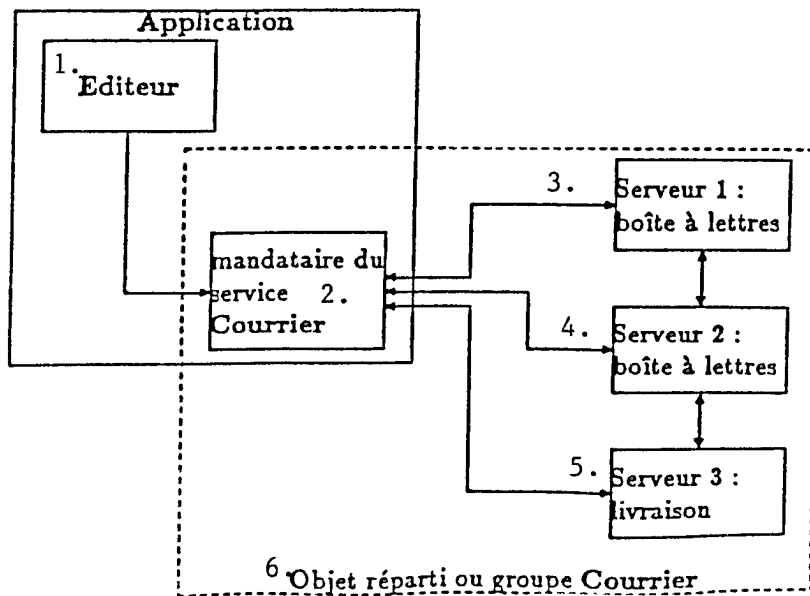 Application
1.
Editeur
3.
Serveur 1 :
boîte à lettres
mandataire du
service 2.
Courrier
4.
Serveur 2 :
boîte à lettres
5.
Serveur 3 :
livraison
6.Objet réparti ou groupe Courrier